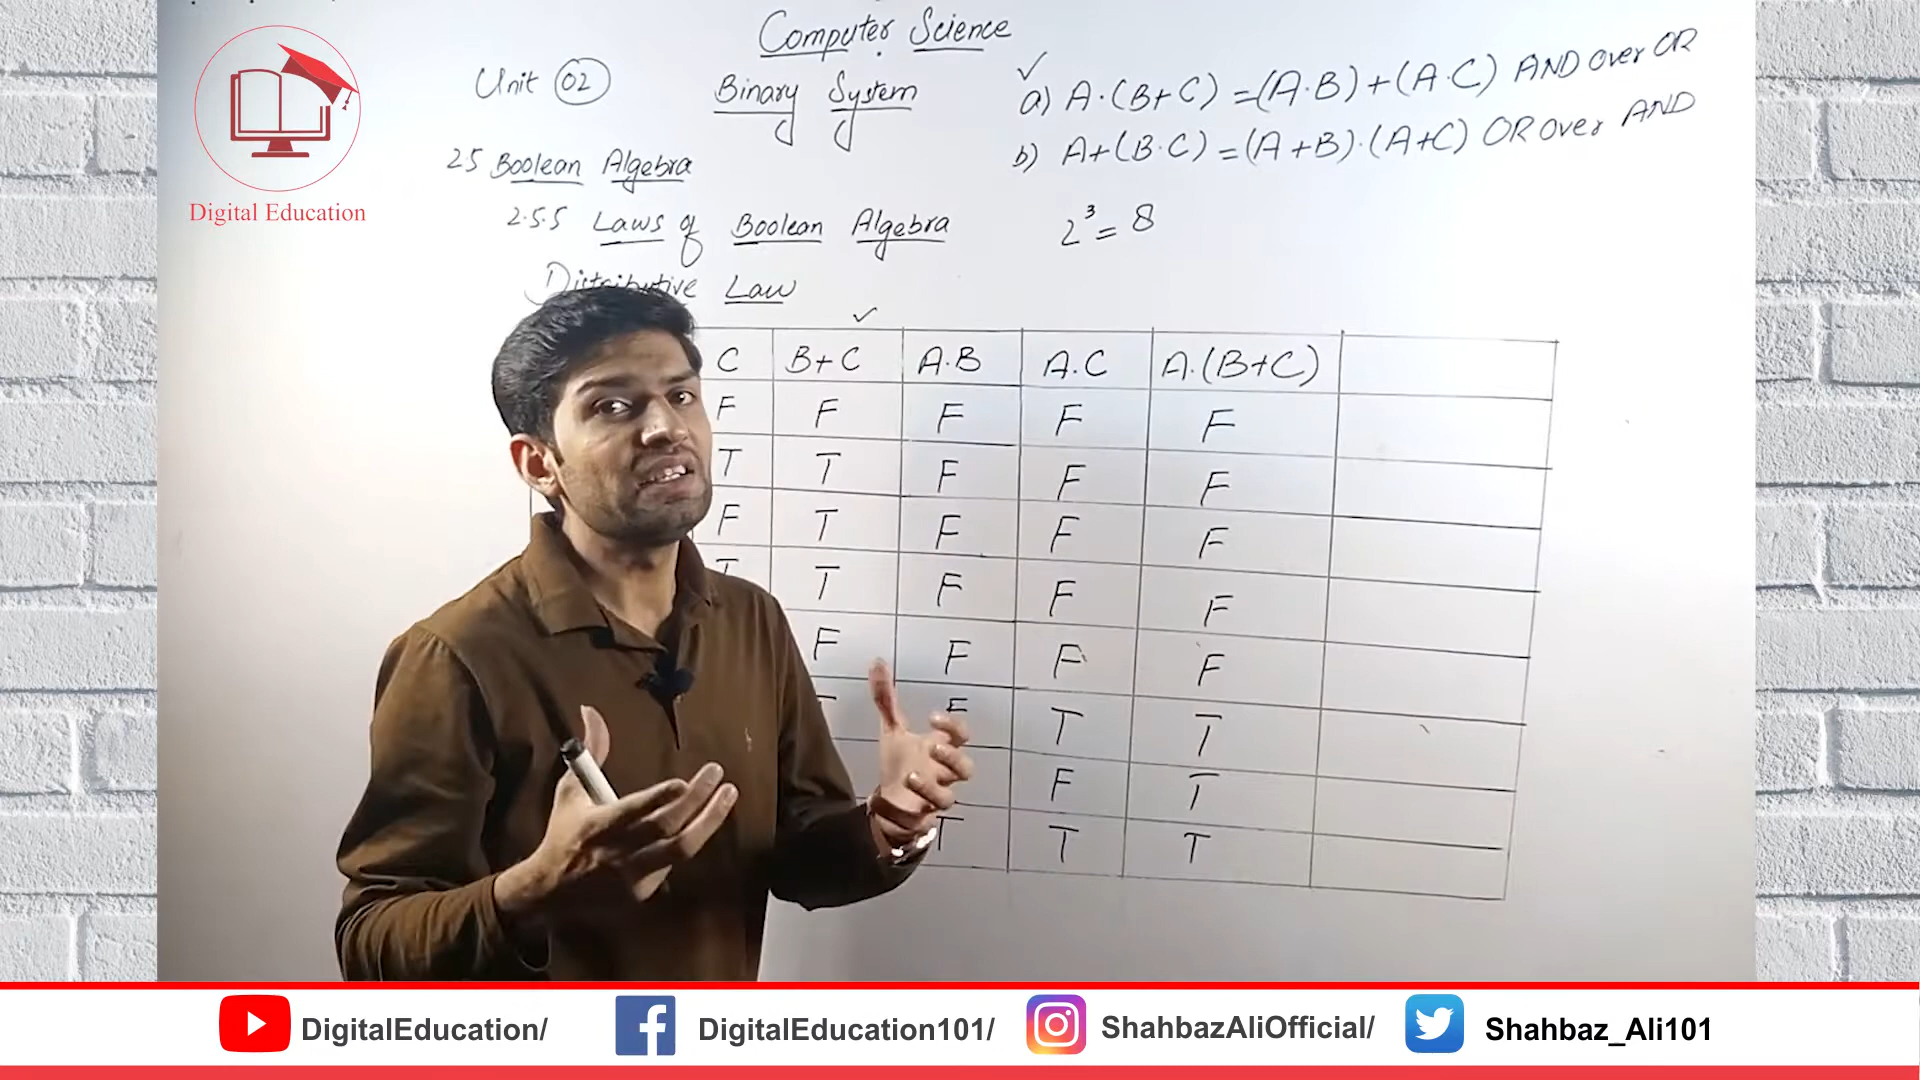 Computer Science
Unit 02
Binary System
a) A.(B+C) =(A.B)+(A.C) AND over OR
b) A+(B.C)=(A+B).(A+C) OR over AND
Digital Education
2.5 Boolean Algebra
2.5.5 Laws of Boolean Algebra
2³= 8
Distributive Law
C B+C A.B A.C A.(B+C)
F F F F F
T T F F F
F T F F F
T T F F F
F F F F
T F T T
F T
T T T
DigitalEducation/
DigitalEducation101/
ShahbazAliOfficial/
Shahbaz_Ali101